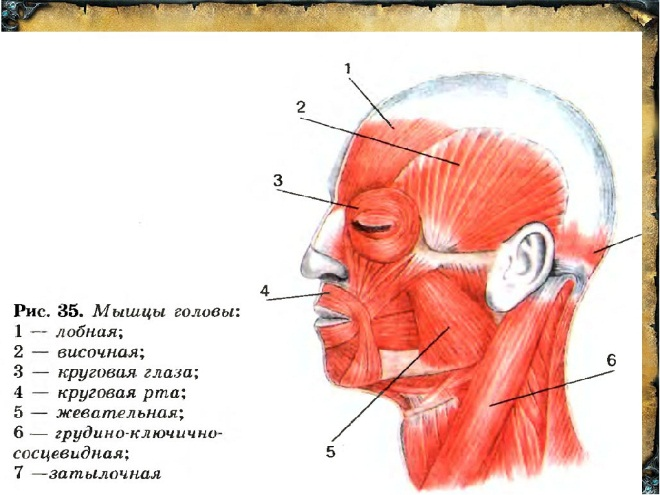 1
2
3
4
Рис. 35. Мышцы головы:
1 — лобная;
2 — височная;
3 — круговая глаза;
4 — круговая рта;
5 — жевательная;
6 — грудино-ключично-
сосцевидная;
7 —затылочная
6
5